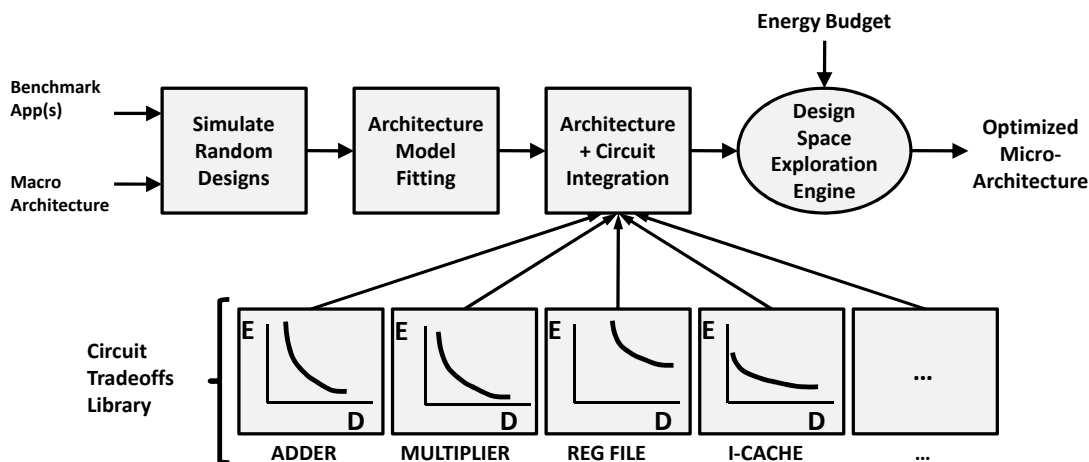 Energy Budget
Benchmark
App(s)
Macro
Architecture
Simulate
Random
Designs
Architecture
Model
Fitting
Architecture
+ Circuit
Integration
Design
Space
Exploration
Engine
Optimized
Micro-
Architecture
Circuit
Tradeoffs
Library
E
D
ADDER
E
D
MULTIPLIER
E
D
REG FILE
E
D
I-CACHE
...
...